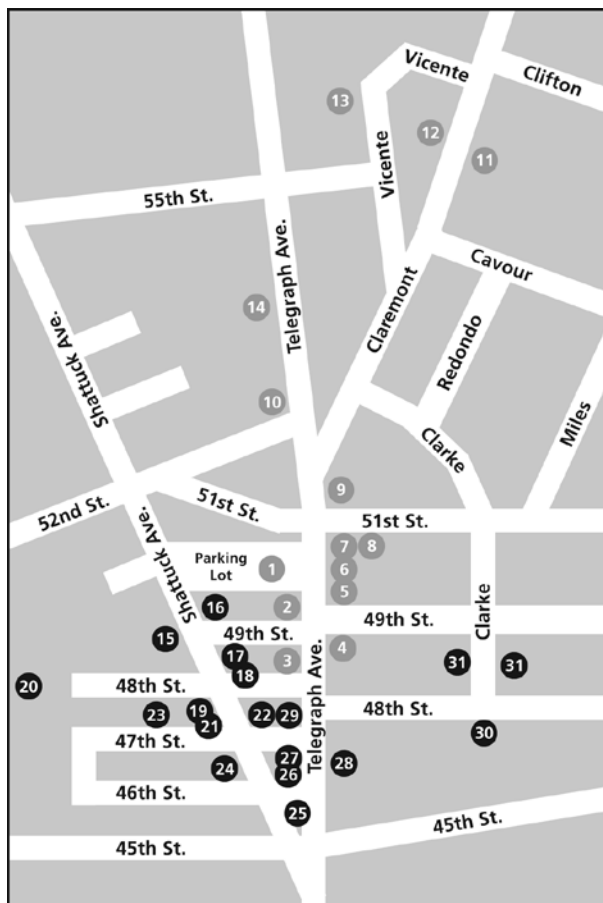 Vicente
Clifton
13
12
11
Vicente
55th St.
Telegraph Ave.
Cavour
14
Claremont
Redondo
Shattuck Ave.
10
Clarke
Miles
9
52nd St.
51st St.
51st St.
Shattuck Ave.
7
8
Parking
Lot
1
6
5
16
2
49th St.
Clarke
15
49th St.
4
17
3
18
31
31
20
48th St.
Telegraph Ave.
23
19
22
29
48th St.
21
30
47th St.
27
28
24
26
46th St.
25
45th St.
45th St.